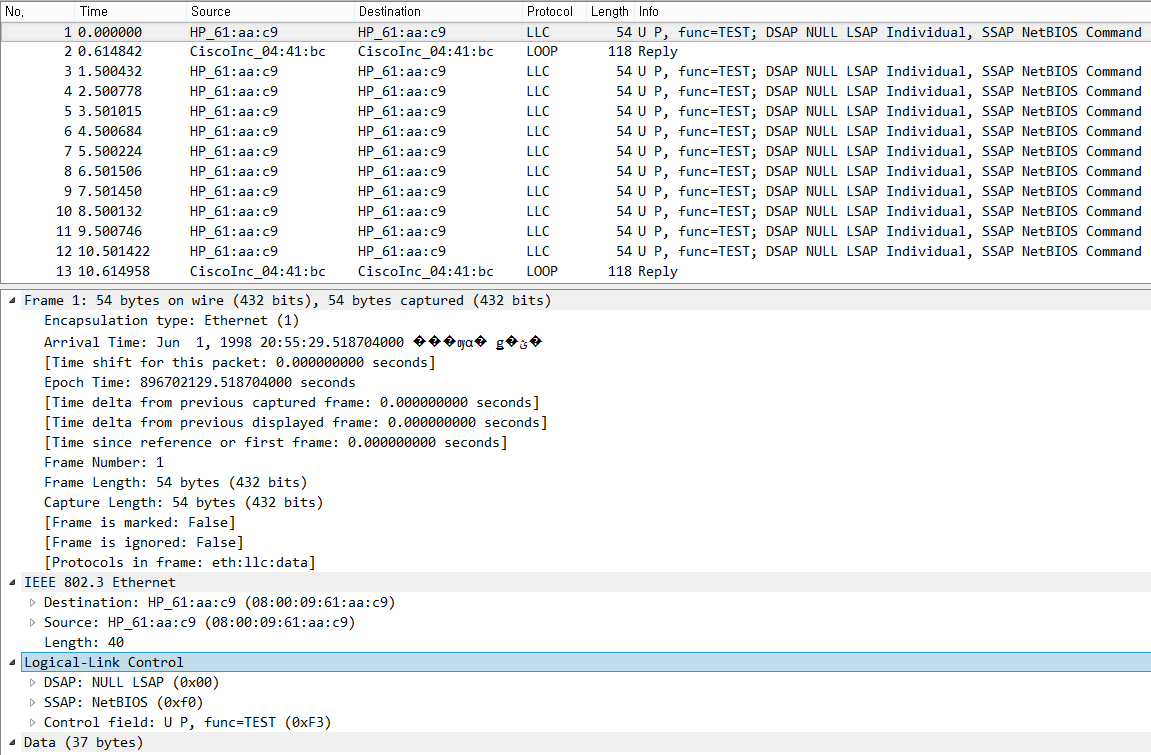 No. Time Source Destination Protocol Length Info
1 0.000000 HP_61:aa:c9 HP_61:aa:c9 LLC 54 U P, func=TEST; DSAP NULL LSAP Individual, SSAP NetBIOS Command
2 0.614842 CiscoInc_04:41:bc CiscoInc_04:41:bc LOOP 118 Reply
3 1.500432 HP_61:aa:c9 HP_61:aa:c9 LLC 54 U P, func=TEST; DSAP NULL LSAP Individual, SSAP NetBIOS Command
4 2.500778 HP_61:aa:c9 HP_61:aa:c9 LLC 54 U P, func=TEST; DSAP NULL LSAP Individual, SSAP NetBIOS Command
5 3.501015 HP_61:aa:c9 HP_61:aa:c9 LLC 54 U P, func=TEST; DSAP NULL LSAP Individual, SSAP NetBIOS Command
6 4.500684 HP_61:aa:c9 HP_61:aa:c9 LLC 54 U P, func=TEST; DSAP NULL LSAP Individual, SSAP NetBIOS Command
7 5.500224 HP_61:aa:c9 HP_61:aa:c9 LLC 54 U P, func=TEST; DSAP NULL LSAP Individual, SSAP NetBIOS Command
8 6.501506 HP_61:aa:c9 HP_61:aa:c9 LLC 54 U P, func=TEST; DSAP NULL LSAP Individual, SSAP NetBIOS Command
9 7.501450 HP_61:aa:c9 HP_61:aa:c9 LLC 54 U P, func=TEST; DSAP NULL LSAP Individual, SSAP NetBIOS Command
10 8.500132 HP_61:aa:c9 HP_61:aa:c9 LLC 54 U P, func=TEST; DSAP NULL LSAP Individual, SSAP NetBIOS Command
11 9.500746 HP_61:aa:c9 HP_61:aa:c9 LLC 54 U P, func=TEST; DSAP NULL LSAP Individual, SSAP NetBIOS Command
12 10.501422 HP_61:aa:c9 HP_61:aa:c9 LLC 54 U P, func=TEST; DSAP NULL LSAP Individual, SSAP NetBIOS Command
13 10.614958 CiscoInc_04:41:bc CiscoInc_04:41:bc LOOP 118 Reply
Frame 1: 54 bytes on wire (432 bits), 54 bytes captured (432 bits)
Encapsulation type: Ethernet (1)
Arrival Time: Jun 1, 1998 20:55:29.518704000
[Time shift for this packet: 0.000000000 seconds]
Epoch Time: 896702129.518704000 seconds
[Time delta from previous captured frame: 0.000000000 seconds]
[Time delta from previous displayed frame: 0.000000000 seconds]
[Time since reference or first frame: 0.000000000 seconds]
Frame Number: 1
Frame Length: 54 bytes (432 bits)
Capture Length: 54 bytes (432 bits)
[Frame is marked: False]
[Frame is ignored: False]
[Protocols in frame: eth:llc:data]
IEEE 802.3 Ethernet
Destination: HP_61:aa:c9 (08:00:09:61:aa:c9)
Source: HP_61:aa:c9 (08:00:09:61:aa:c9)
Length: 40
Logical-Link Control
DSAP: NULL LSAP (0x00)
SSAP: NetBIOS (0xf0)
Control field: U P, func=TEST (0xF3)
Data (37 bytes)